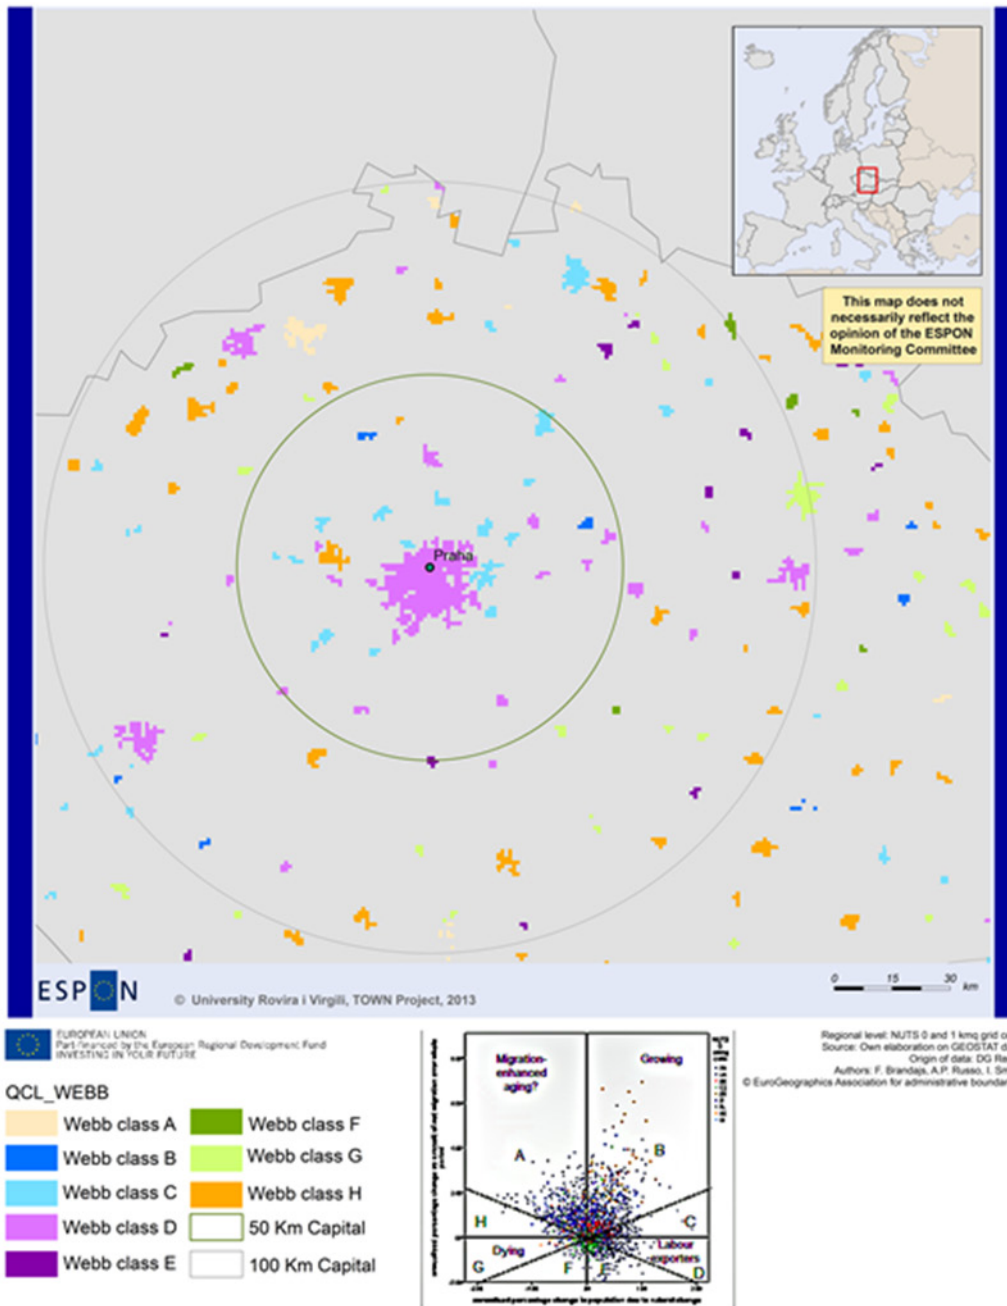 Praha
This map does not
necessarily reflect the
opinion of the ESPON
Monitoring Committee
ESPON
© University Rovira i Virgili, TOWN Project, 2013
0 15 30
km
EUROPEAN UNION
Part-financed by the European Regional Development Fund
INVESTING IN YOUR FUTURE
Regional level: NUTS 0 and 1 kmq grid c
Source: Own elaboration on GEOSTAT d
Origin of data: DG Re
Authors: F. Brandajs, A.P. Russo, I. Sm
© EuroGeographics Association for administrative boundar
QCL_WEBB
Webb class A
Webb class B
Webb class C
Webb class D
Webb class E
Webb class F
Webb class G
Webb class H
50 Km Capital
100 Km Capital
Migration-
enhanced
aging?
Growing
A
B
H
C
Dying
Labour
exporters
G
F
E
D